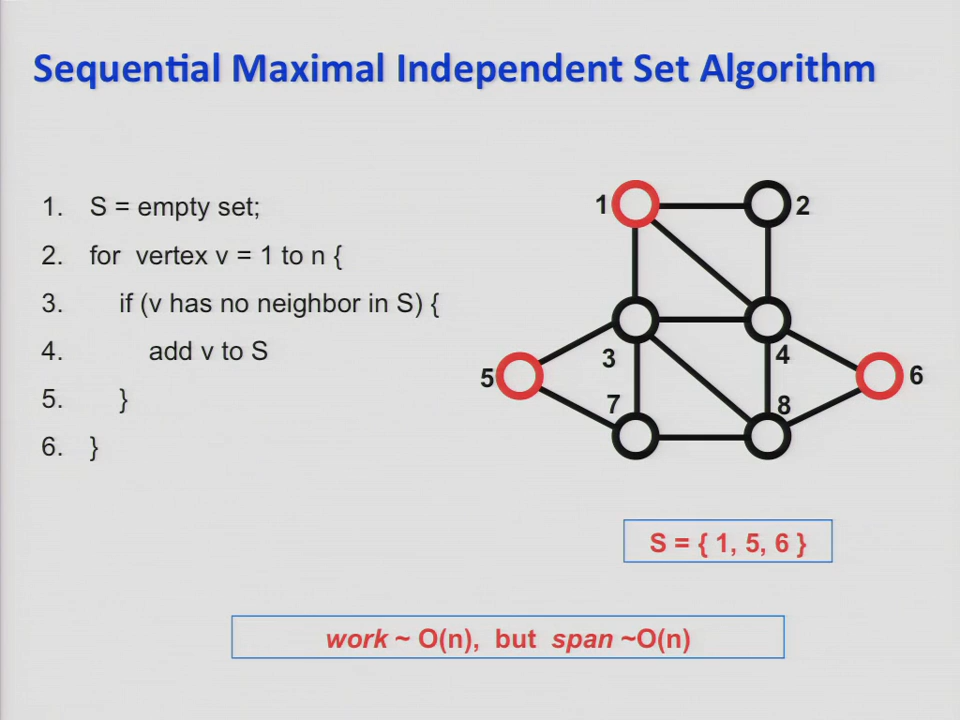 Sequential Maximal Independent Set Algorithm
1. S = empty set;
2. for vertex v = 1 to n {
3. if (v has no neighbor in S) {
4. add v to S
5. }
6. }
1
2
3
4
5
6
7
8
S = { 1, 5, 6 }
work ~ O(n), but span ~O(n)